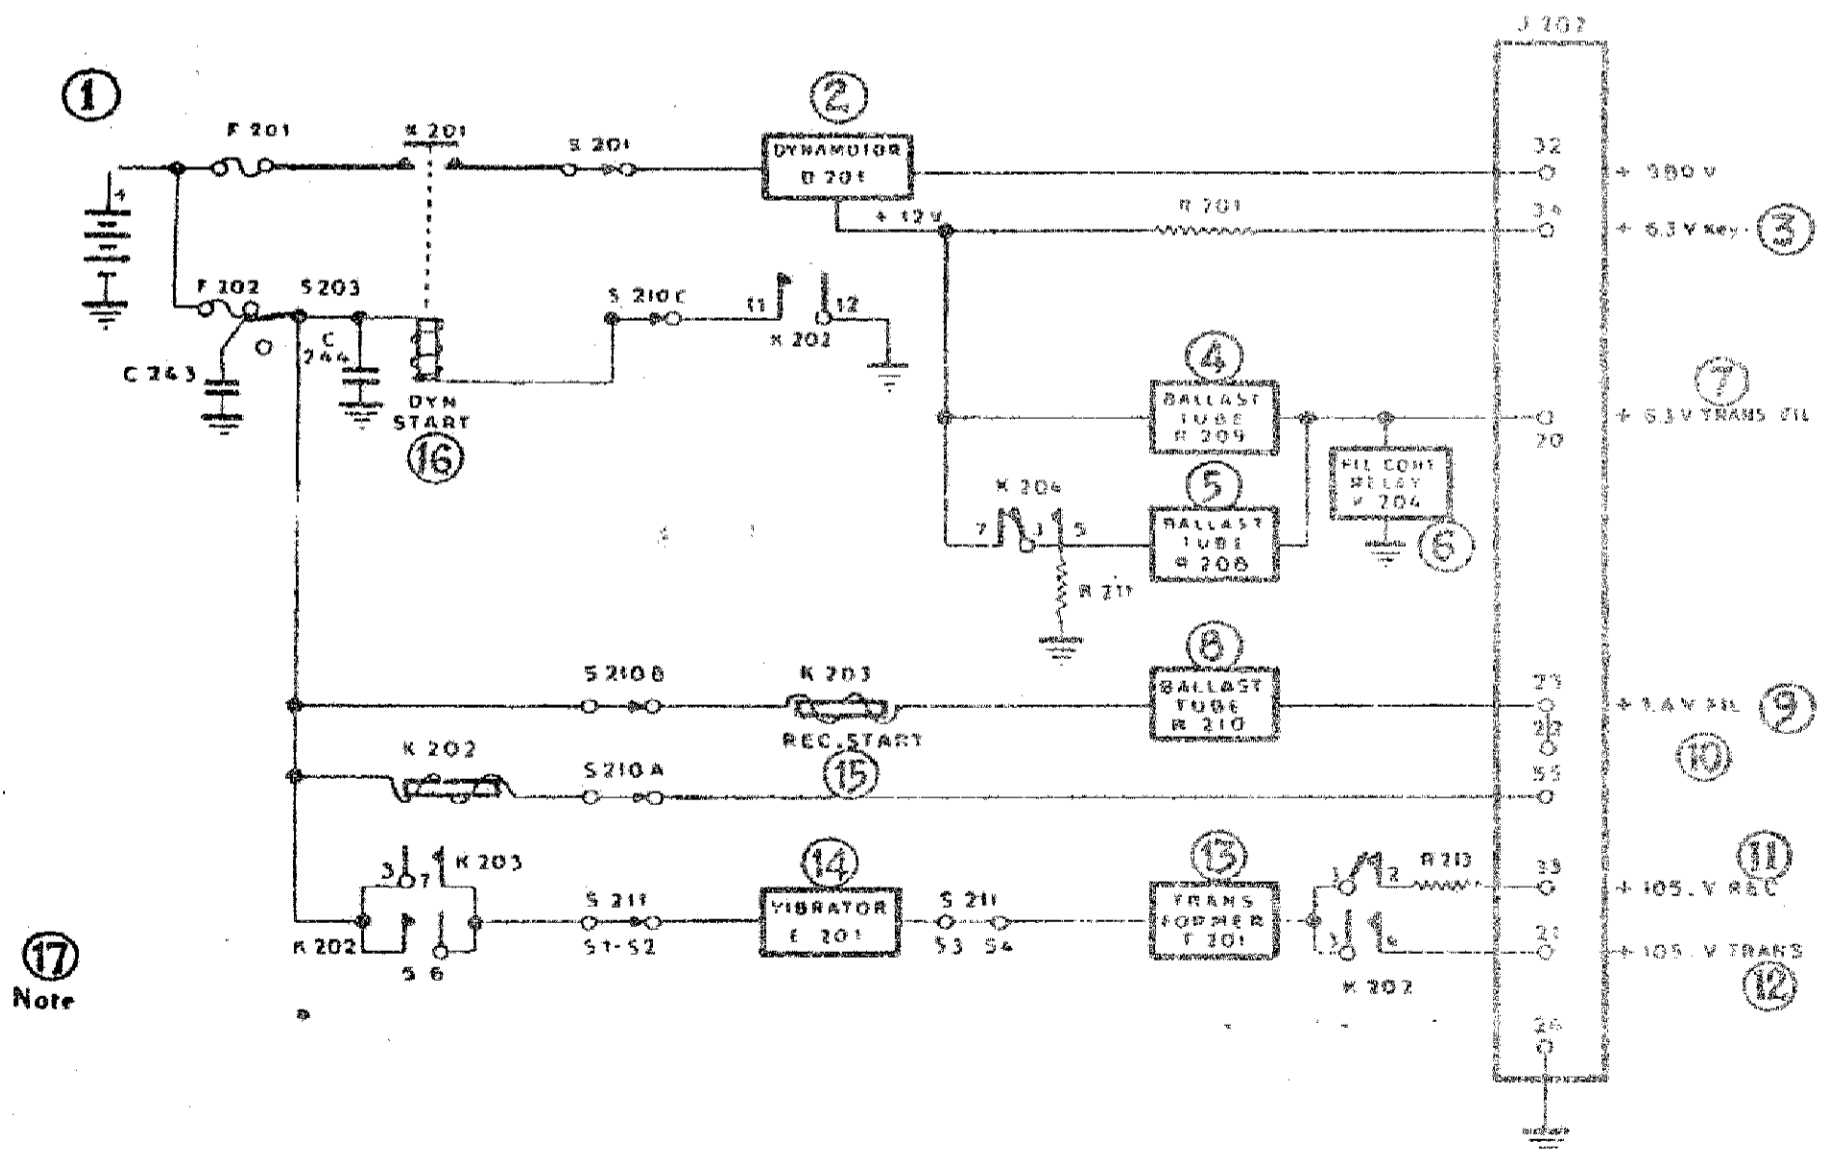 J 202
1
2
F 201
K 201
S 201
DYNAMOTOR
D 201
32
+ 380 V
+ 12 V
R 201
34
+ 6.3 V Key.
3
F 202
S 203
S 210C
11
12
K 202
C 243
C
244
DYN
START
16
4
BALLAST
TUBE
R 209
7
+ 6.3 V TRANS FIL
20
FIL CONT
RELAY
K 204
6
K 204
7
3
5
5
BALLAST
TUBE
R 208
R 211
8
S 210B
K 203
BALLAST
TUBE
R 210
+ 1.4 V FIL
9
REC. START
15
10
K 202
S 210A
3
7
K 203
K 202
5 6
S 211
S1-S2
14
VIBRATOR
E 201
S 211
S3 S4
13
TRANS
FORMER
T 201
1
2
R 213
11
+ 105. V REC
3
K 202
21
+ 105. V TRANS
12
17
Note
26